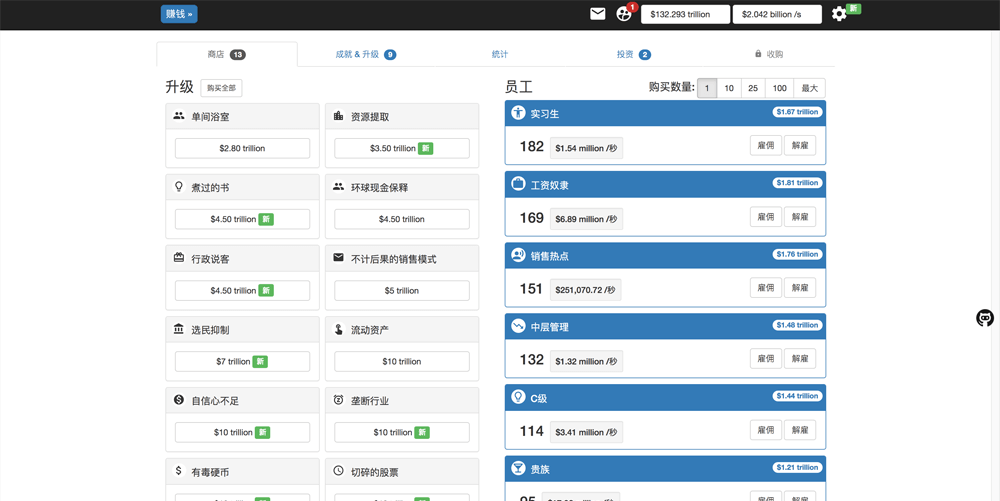 赚钱 »
1
$132.293 trillion
$2.042 billion /s
新
商店 13
成就 & 升级 9
统计
投资 2
收购
升级
购买全部
单间浴室
资源提取
$2.80 trillion
$3.50 trillion 新
煮过的书
环球现金保释
$4.50 trillion 新
$4.50 trillion
行政说客
不计后果的销售模式
$4.50 trillion 新
$5 trillion
选民抑制
流动资产
$7 trillion 新
$10 trillion
自信心不足
垄断行业
$10 trillion 新
$10 trillion 新
有毒硬币
切碎的股票
员工
购买数量: 1 10 25 100 最大
实习生
$1.67 trillion
182 $1.54 million /秒 雇佣 解雇
工资奴隶
$1.81 trillion
169 $6.89 million /秒 雇佣 解雇
销售热点
$1.76 trillion
151 $251,070.72 /秒 雇佣 解雇
中层管理
$1.48 trillion
132 $1.32 million /秒 雇佣 解雇
C级
$1.44 trillion
114 $3.41 million /秒 雇佣 解雇
贵族
$1.21 trillion